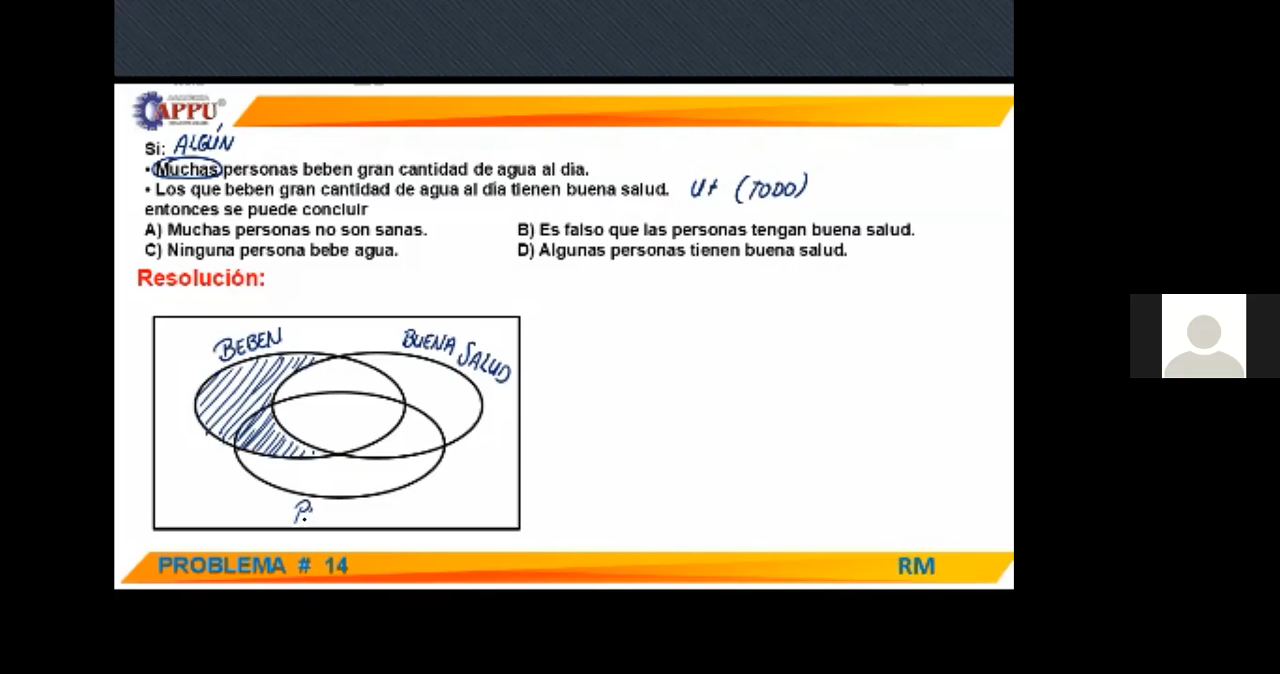 APPU
Si: ALGÚN
• Muchas personas beben gran cantidad de agua al día.
• Los que beben gran cantidad de agua al día tienen buena salud. U+ (TODO)
entonces se puede concluir
A) Muchas personas no son sanas. B) Es falso que las personas tengan buena salud.
C) Ninguna persona bebe agua. D) Algunas personas tienen buena salud.
Resolución:
BEBEN BUENA SALUD
P.
PROBLEMA # 14 RM